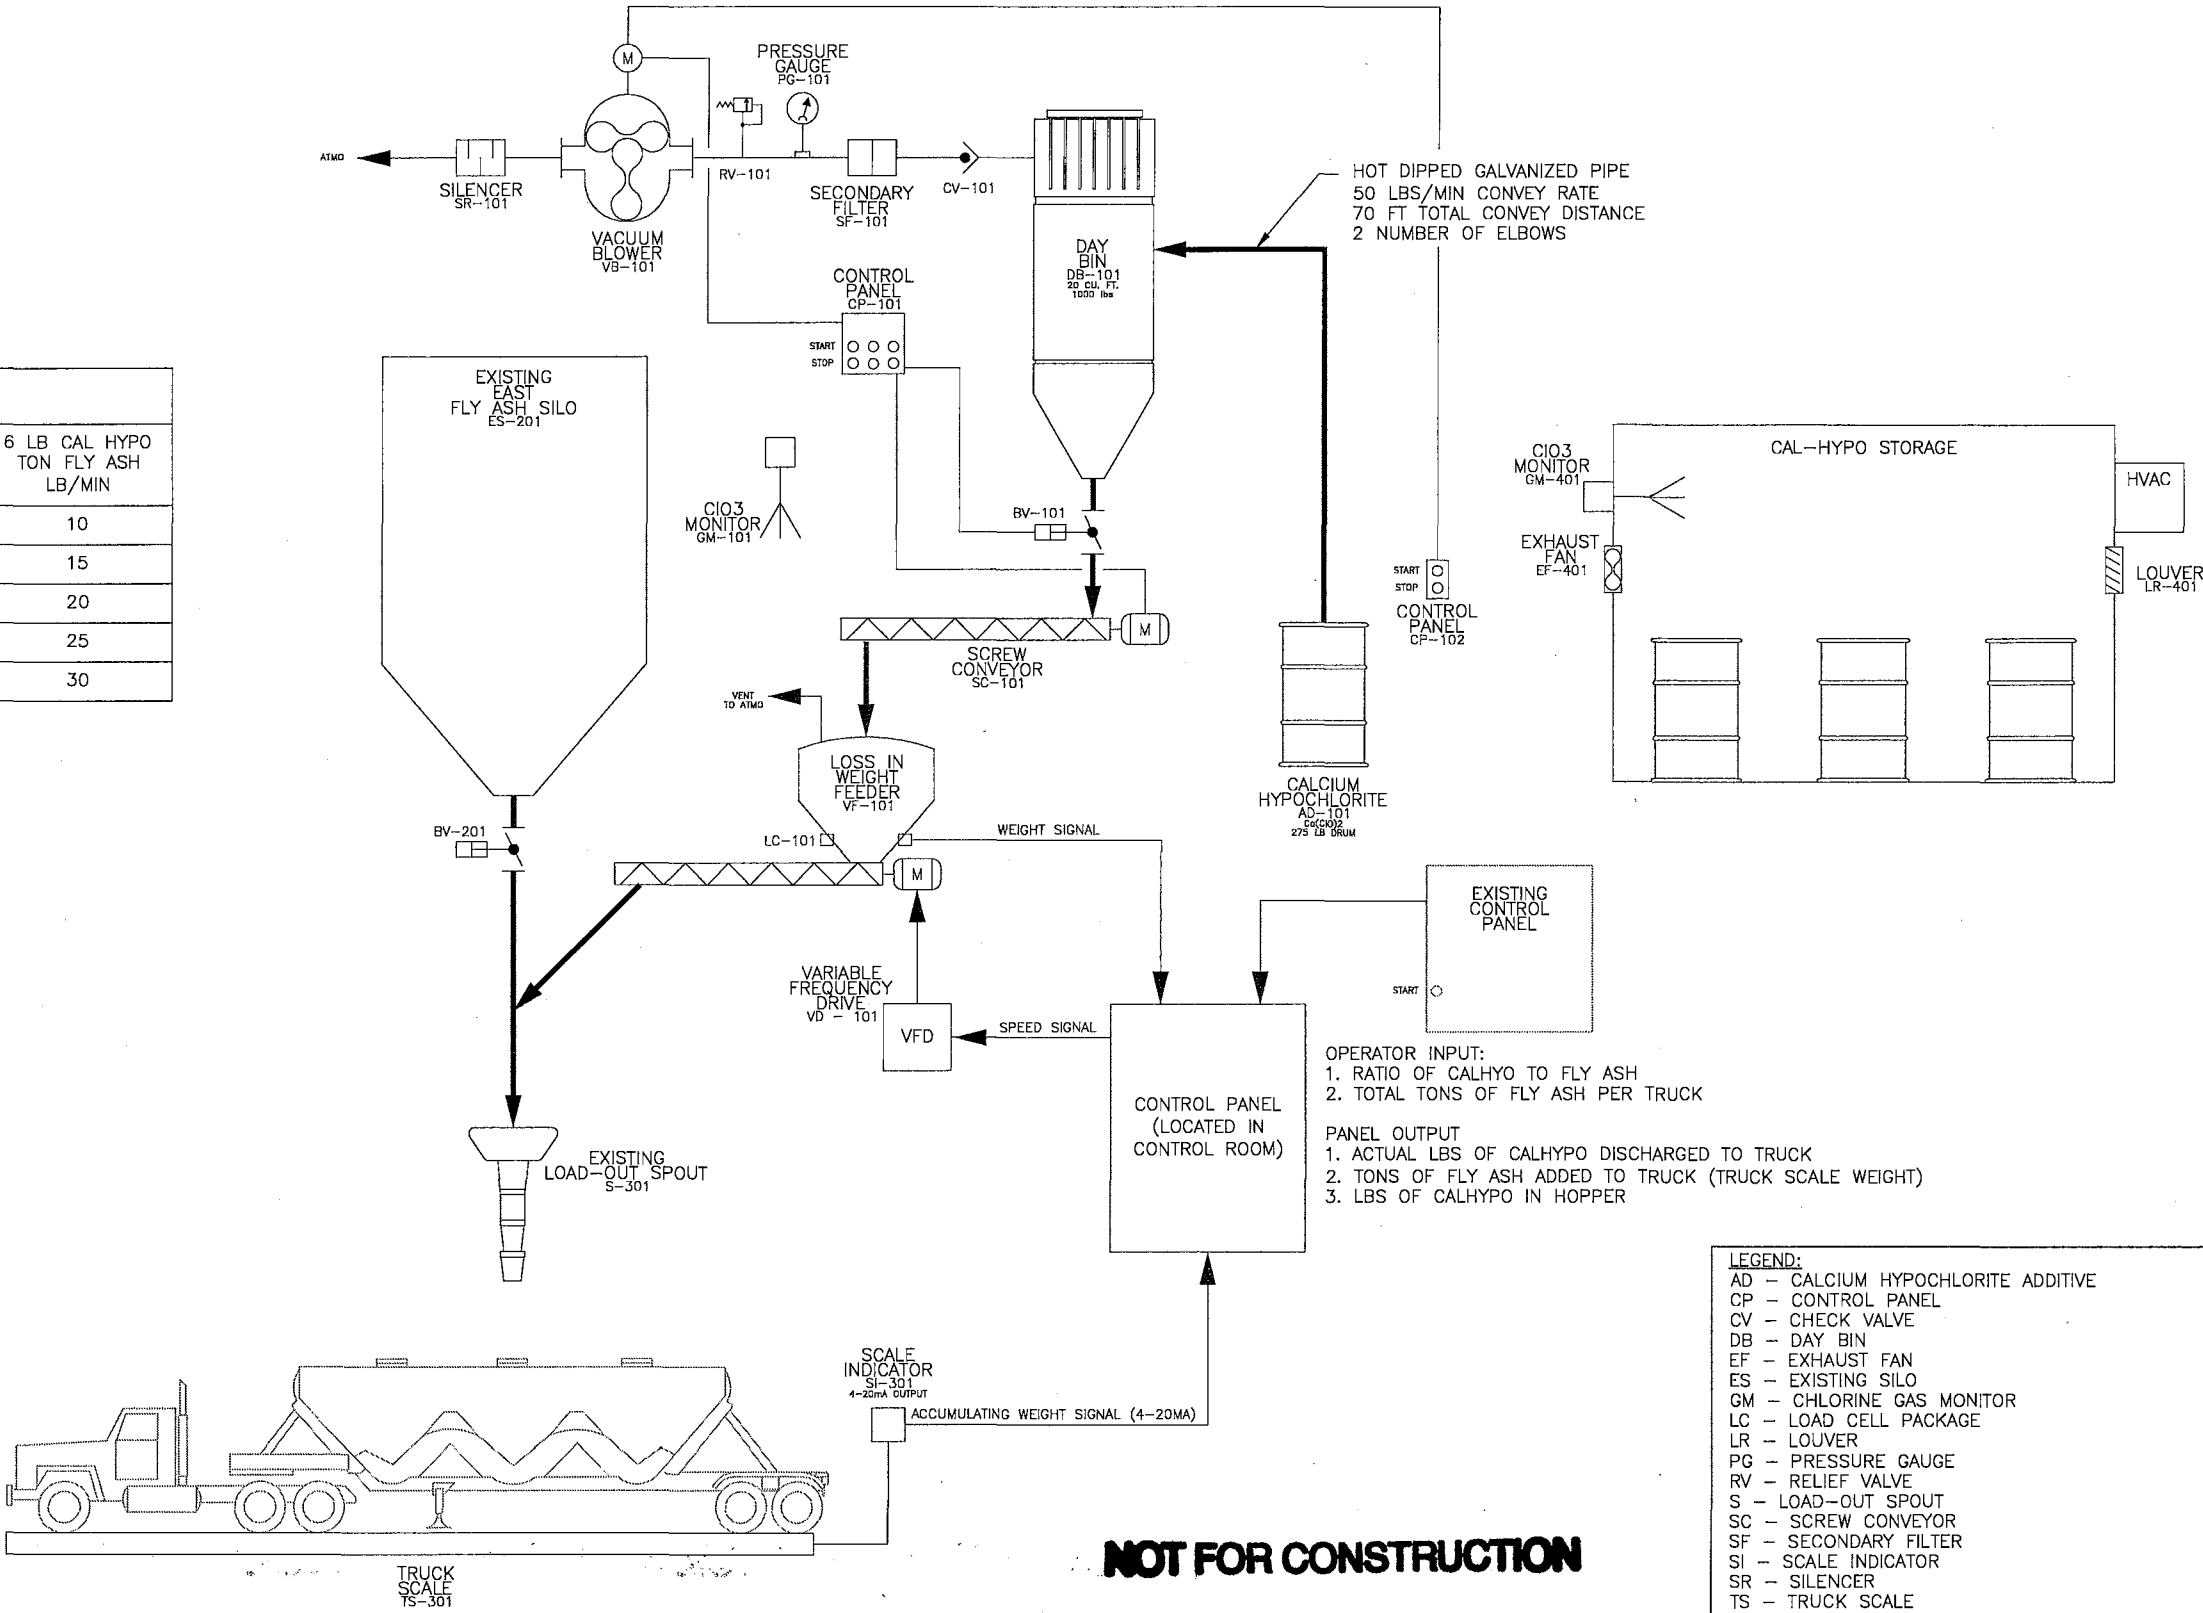 M
PRESSURE
GAUGE
PG-101
ATMO
SILENCER
SR-101
VACUUM
BLOWER
VB-101
RV-101
SECONDARY
FILTER
SF-101
CV-101
HOT DIPPED GALVANIZED PIPE
50 LBS/MIN CONVEY RATE
70 FT TOTAL CONVEY DISTANCE
2 NUMBER OF ELBOWS
DAY
BIN
DB-101
20 CU. FT.
1000 lbs
CONTROL
PANEL
CP-101
START
STOP
6 LB CAL HYPO
TON FLY ASH
LB/MIN
10
15
20
25
30
EXISTING
EAST
FLY ASH SILO
ES-201
ClO3
MONITOR
GM-101
BV-101
M
SCREW
CONVEYOR
SC-101
START
STOP
CONTROL
PANEL
CP-102
CAL-HYPO STORAGE
ClO3
MONITOR
GM-401
EXHAUST
FAN
EF-401
HVAC
LOUVER
LR-401
VENT
TO ATMO
LOSS IN
WEIGHT
FEEDER
VF-101
LC-101
WEIGHT SIGNAL
CALCIUM
HYPOCHLORITE
AD-101
Ca(ClO)2
275 LB DRUM
BV-201
M
EXISTING
CONTROL
PANEL
START
VARIABLE
FREQUENCY
DRIVE
VD - 101
VFD
SPEED SIGNAL
CONTROL PANEL
(LOCATED IN
CONTROL ROOM)
OPERATOR INPUT:
1. RATIO OF CALHYO TO FLY ASH
2. TOTAL TONS OF FLY ASH PER TRUCK
PANEL OUTPUT
1. ACTUAL LBS OF CALHYPO DISCHARGED TO TRUCK
2. TONS OF FLY ASH ADDED TO TRUCK (TRUCK SCALE WEIGHT)
3. LBS OF CALHYPO IN HOPPER
EXISTING
LOAD-OUT SPOUT
S-301
SCALE
INDICATOR
SI-301
4-20mA OUTPUT
ACCUMULATING WEIGHT SIGNAL (4-20MA)
TRUCK
SCALE
TS-301
NOT FOR CONSTRUCTION
LEGEND:
AD - CALCIUM HYPOCHLORITE ADDITIVE
CP - CONTROL PANEL
CV - CHECK VALVE
DB - DAY BIN
EF - EXHAUST FAN
ES - EXISTING SILO
GM - CHLORINE GAS MONITOR
LC - LOAD CELL PACKAGE
LR - LOUVER
PG - PRESSURE GAUGE
RV - RELIEF VALVE
S - LOAD-OUT SPOUT
SC - SCREW CONVEYOR
SF - SECONDARY FILTER
SI - SCALE INDICATOR
SR - SILENCER
TS - TRUCK SCALE